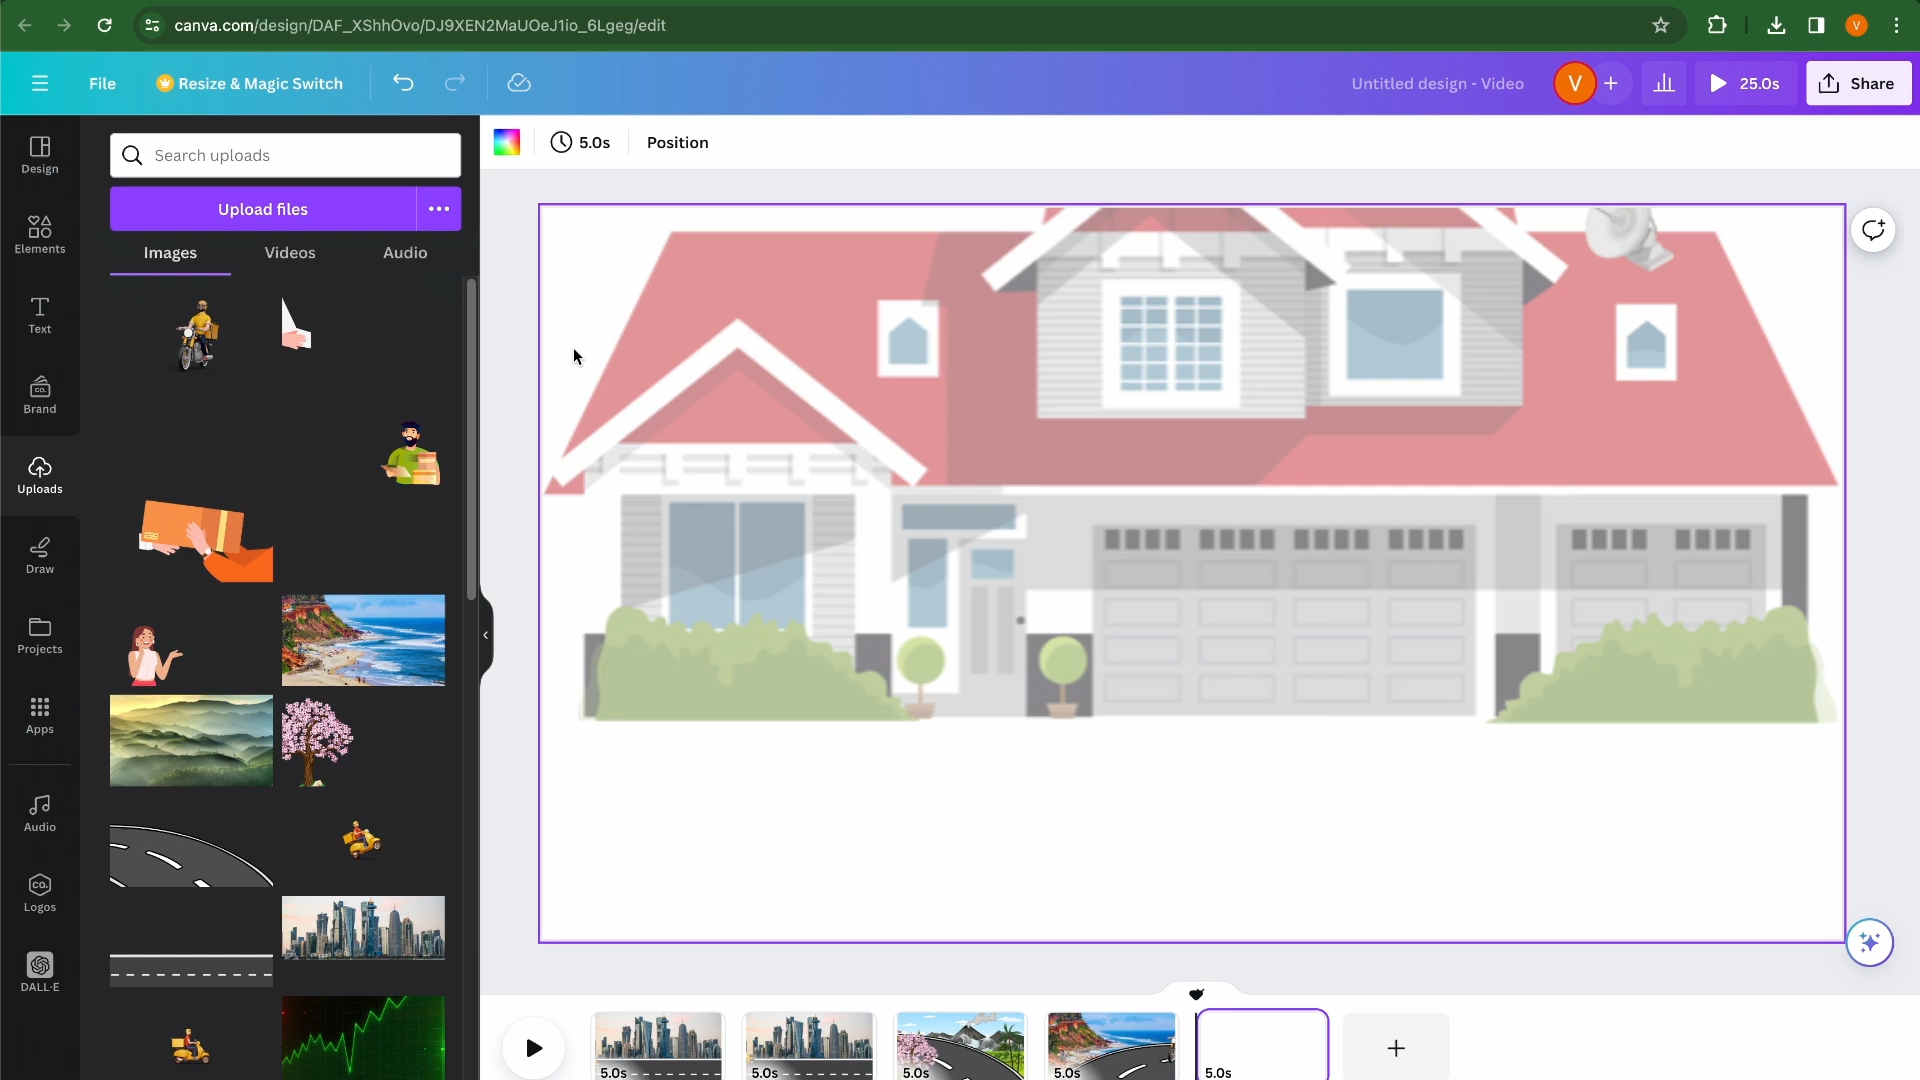 canva.com/design/DAF_XShhOvo/DJ9XEN2MaUOeJ1io_6Lgeg/edit
V
File
Resize & Magic Switch
Untitled design - Video
V
25.0s
Share
Design
Elements
Text
Brand
CO.
Uploads
Draw
Projects
Apps
Audio
CO.
Logos
DALL·E
Search uploads
Upload files
Images
Videos
Audio
5.0s
Position
5.0s
5.0s
5.0s
5.0s
5.0s